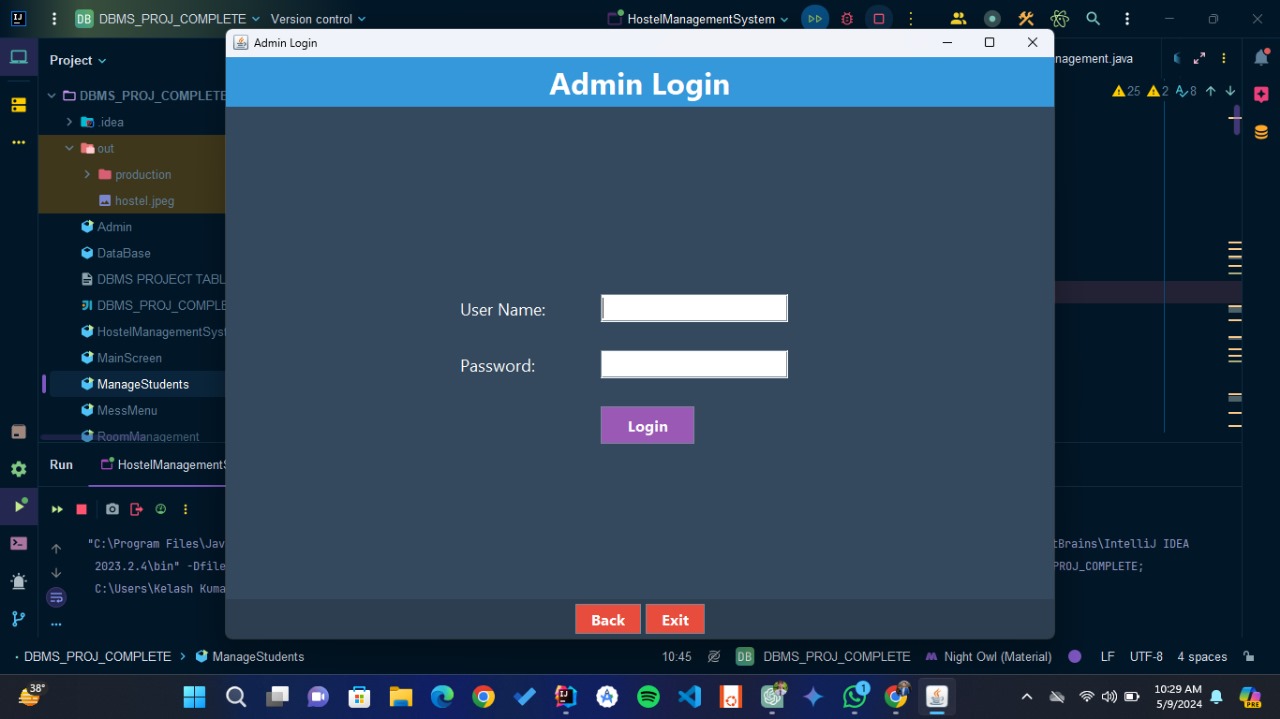 DB DBMS_PROJ_COMPLETE Version control HostelManagementSystem
Admin Login
Project
nagement.java
Admin Login
DBMS_PROJ_COMPLETE
25 2 8
.idea
out
production
hostel.jpeg
Admin
DataBase
DBMS PROJECT TABL
DBMS_PROJ_COMPLE
HostelManagementSyst
MainScreen
ManageStudents
MessMenu
RoomManagement
User Name:
Password:
Login
Run HostelManagementS
"C:\Program Files\Jav
tBrains\IntelliJ IDEA
2023.2.4\bin" -Dfile
PROJ_COMPLETE;
C:\Users\Kelash Kuma
Back Exit
DBMS_PROJ_COMPLETE > ManageStudents 10:45 DB DBMS_PROJ_COMPLETE Night Owl (Material) LF UTF-8 4 spaces
38°
1
10:29 AM
5/9/2024
PRE